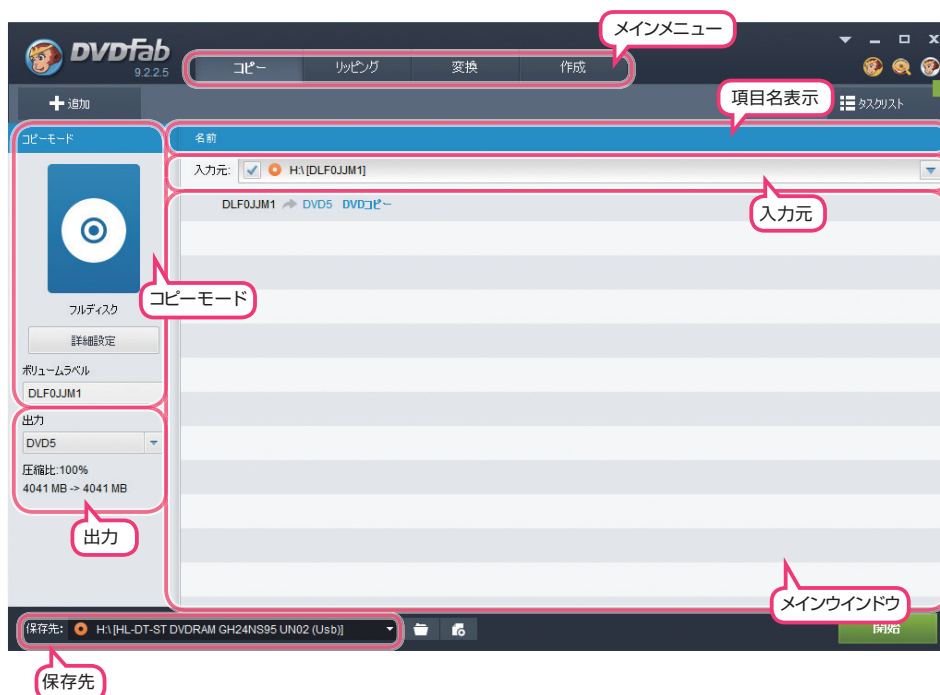 メインメニュー
DVDFab
9.2.2.5
コピー リッピング 変換 作成
追加
項目名表示
タスクリスト
コピーモード
名前
入力元: H:\ [DLF0JJM1]
DLF0JJM1 DVD5 DVDコピー
入力元
コピーモード
フルディスク
詳細設定
ボリュームラベル
DLF0JJM1
出力
DVD5
圧縮比:100%
4041 MB -> 4041 MB
出力
メインウインドウ
保存先: H:\ [HL-DT-ST DVDRAM GH24NS95 UN02 (Usb)]
開始
保存先